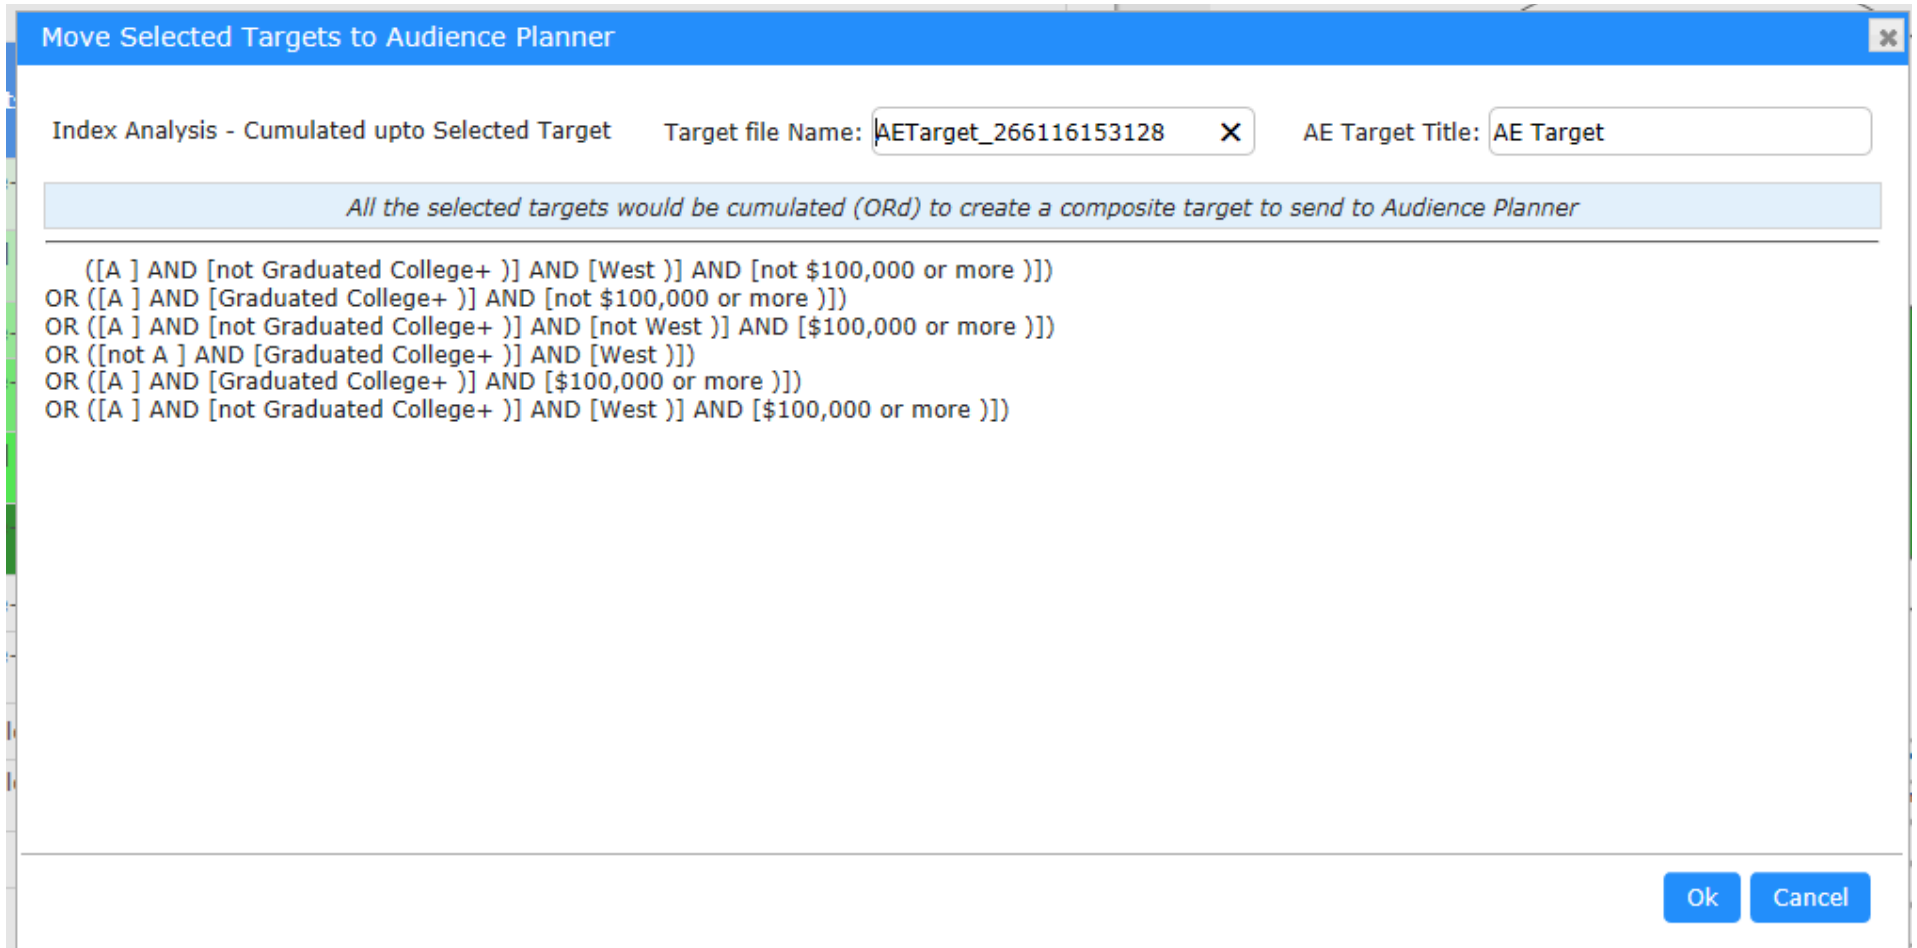 Move Selected Targets to Audience Planner
Index Analysis - Cumulated upto Selected Target Target file Name: AETarget_266116153128 AE Target Title: AE Target
All the selected targets would be cumulated (ORd) to create a composite target to send to Audience Planner
([A ] AND [not Graduated College+ )] AND [West )] AND [not $100,000 or more )])
OR ([A ] AND [Graduated College+ )] AND [not $100,000 or more )])
OR ([A ] AND [not Graduated College+ )] AND [not West )] AND [$100,000 or more )])
OR ([not A ] AND [Graduated College+ )] AND [West )])
OR ([A ] AND [Graduated College+ )] AND [$100,000 or more )])
OR ([A ] AND [not Graduated College+ )] AND [West )] AND [$100,000 or more )])
Ok Cancel